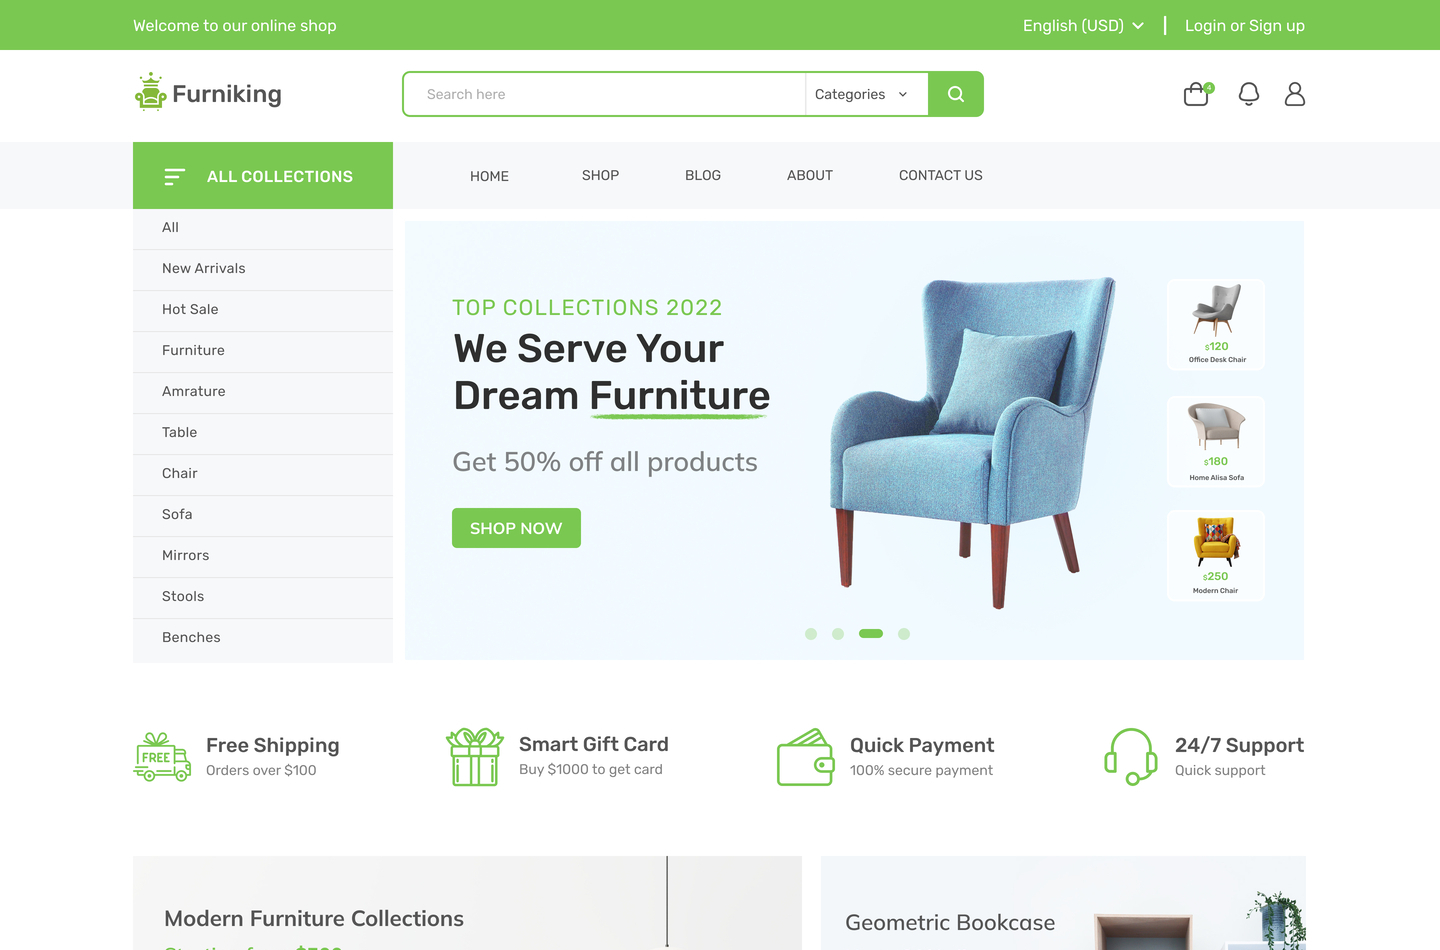 Welcome to our online shop
English (USD)
Login or Sign up
Furniking
Search here
Categories
4
ALL COLLECTIONS
HOME
SHOP
BLOG
ABOUT
CONTACT US
All
New Arrivals
Hot Sale
Furniture
Amrature
Table
Chair
Sofa
Mirrors
Stools
Benches
TOP COLLECTIONS 2022
We Serve Your
Dream Furniture
Get 50% off all products
SHOP NOW
$120
Office Desk Chair
$180
Home Alisa Sofa
$250
Modern Chair
FREE
Free Shipping
Orders over $100
Smart Gift Card
Buy $1000 to get card
Quick Payment
100% secure payment
24/7 Support
Quick support
Modern Furniture Collections
Geometric Bookcase